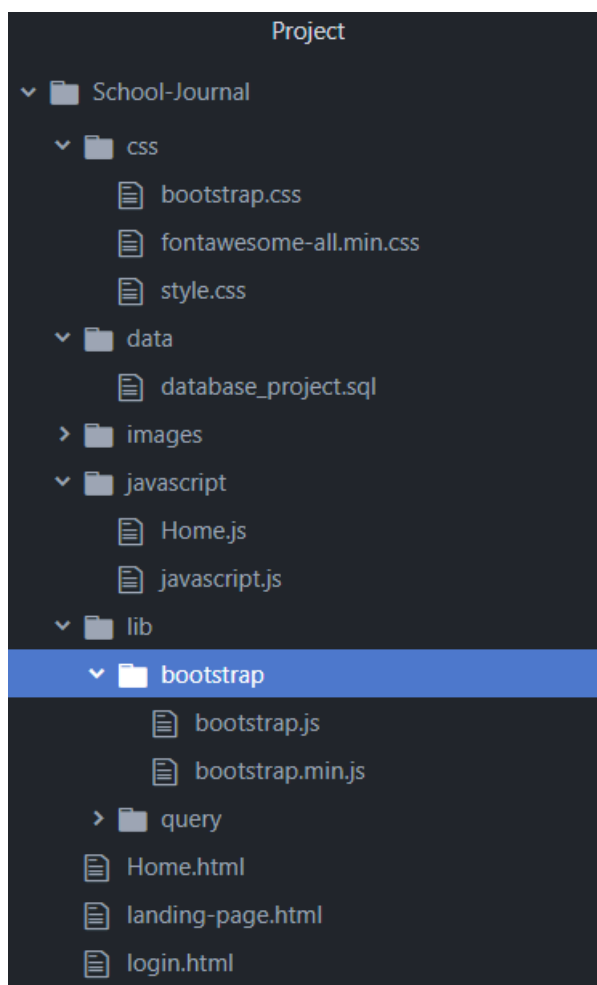 Project
School-Journal
css
bootstrap.css
fontawesome-all.min.css
style.css
data
database_project.sql
images
javascript
Home.js
javascript.js
lib
bootstrap
bootstrap.js
bootstrap.min.js
query
Home.html
landing-page.html
login.html